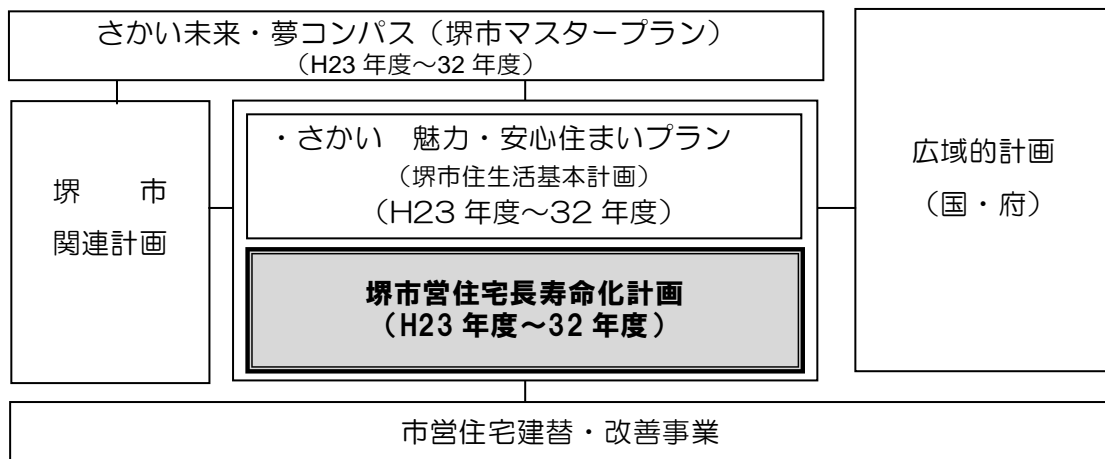 さかい未来・夢コンパス（堺市マスタープラン）
（H23 年度～32 年度）
堺　　市
関連計画
・さかい　魅力・安心住まいプラン
（堺市住生活基本計画）
（H23 年度～32 年度）
堺市営住宅長寿命化計画
（H23 年度～32 年度）
広域的計画
（国・府）
市営住宅建替・改善事業